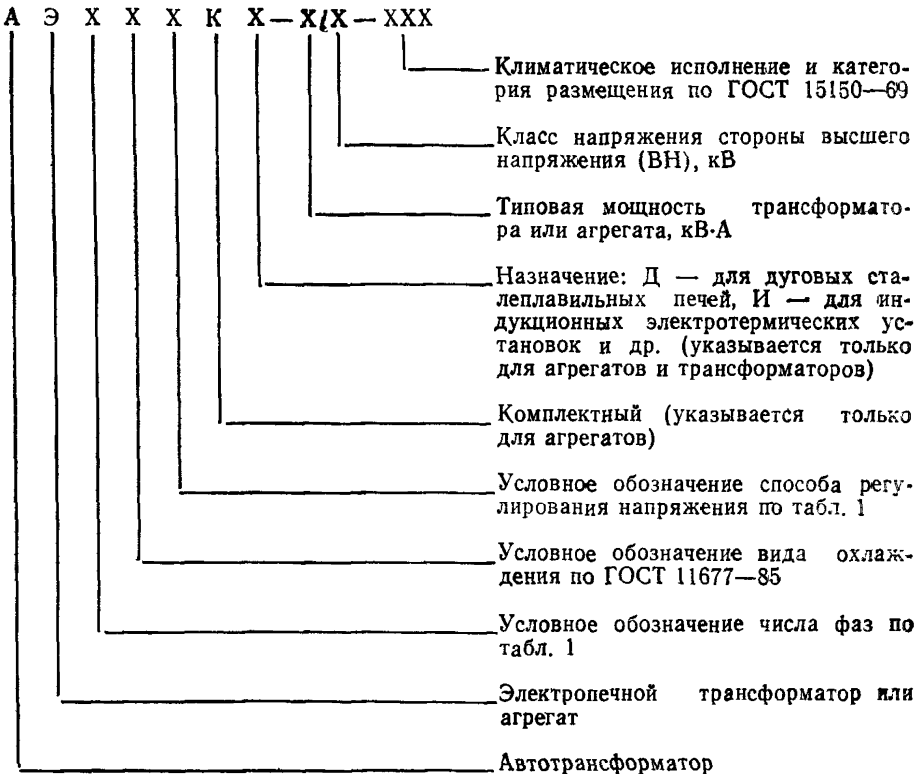 А Э Х Х Х К Х — Х/Х — ХХХ
Климатическое исполнение и катего-
рия размещения по ГОСТ 15150—69
Класс напряжения стороны высшего
напряжения (ВН), кВ
Типовая мощность трансформато-
ра или агрегата, кВ·А
Назначение: Д — для дуговых ста-
леплавильных печей, И — для ин-
дукционных электротермических ус-
тановок и др. (указывается только
для агрегатов и трансформаторов)
Комплектный (указывается только
для агрегатов)
Условное обозначение способа регу-
лирования напряжения по табл. 1
Условное обозначение вида охлаж-
дения по ГОСТ 11677—85
Условное обозначение числа фаз по
табл. 1
Электропечной трансформатор или
агрегат
Автотрансформатор